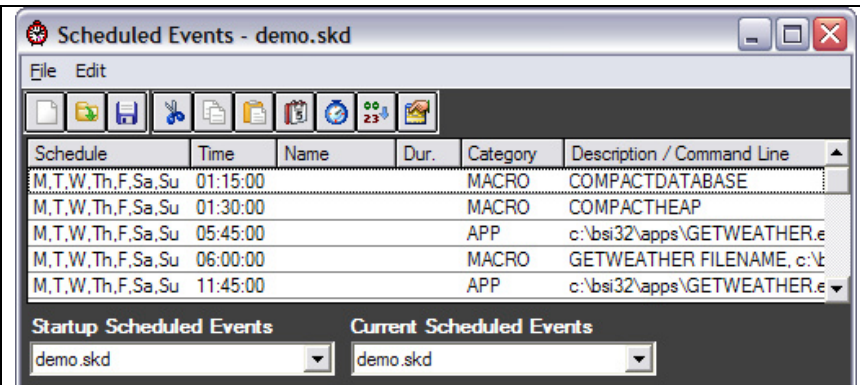 Scheduled Events - demo.skd
File Edit
Schedule Time Name Dur. Category Description / Command Line
M,T,W,Th,F,Sa,Su 01:15:00 MACRO COMPACTDATABASE
M,T,W,Th,F,Sa,Su 01:30:00 MACRO COMPACTHEAP
M,T,W,Th,F,Sa,Su 05:45:00 APP c:\bsi32\apps\GETWEATHER.e
M,T,W,Th,F,Sa,Su 06:00:00 MACRO GETWEATHER FILENAME, c:\b
M,T,W,Th,F,Sa,Su 11:45:00 APP c:\bsi32\apps\GETWEATHER.e
Startup Scheduled Events Current Scheduled Events
demo.skd demo.skd